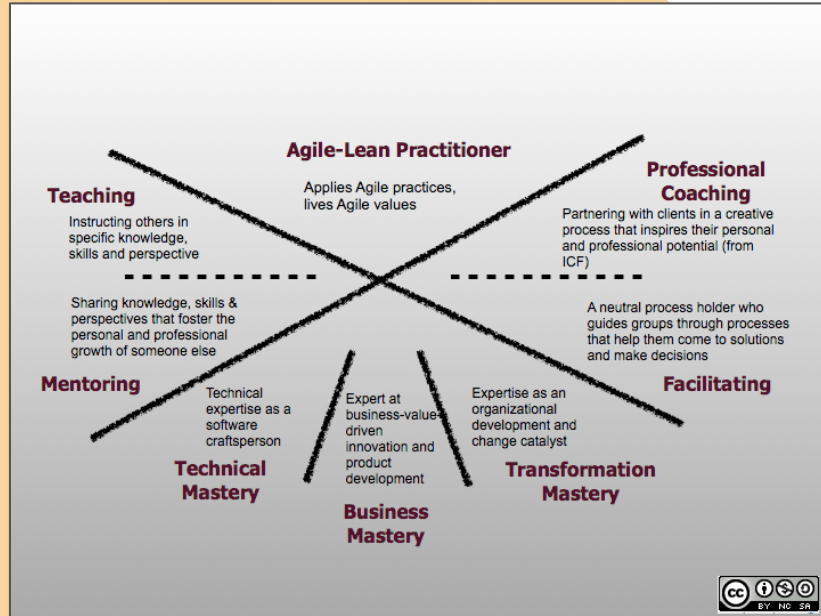 Agile-Lean Practitioner
Applies Agile practices,
lives Agile values
Teaching
Instructing others in
specific knowledge,
skills and perspective
Professional
Coaching
Partnering with clients in a creative
process that inspires their personal
and professional potential (from
ICF)
Sharing knowledge, skills &
perspectives that foster the
personal and professional
growth of someone else
Mentoring
A neutral process holder who
guides groups through processes
that help them come to solutions
and make decisions
Facilitating
Technical
expertise as a
software
craftsperson
Technical
Mastery
Expert at
business-value-
driven
innovation and
product
development
Business
Mastery
Expertise as an
organizational
development and
change catalyst
Transformation
Mastery
cc
BY NC SA